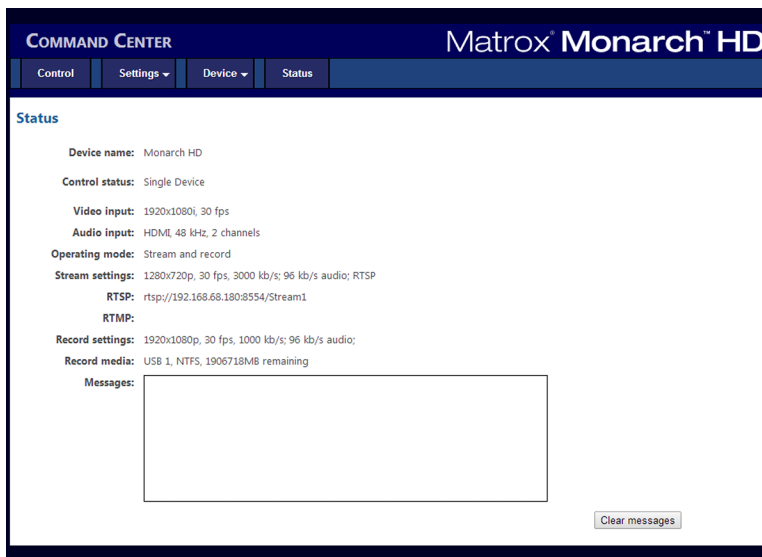 COMMAND CENTER
Matrox® Monarch™ HD
Control Settings Device Status
Status
Device name: Monarch HD
Control status: Single Device
Video input: 1920x1080i, 30 fps
Audio input: HDMI, 48 kHz, 2 channels
Operating mode: Stream and record
Stream settings: 1280x720p, 30 fps, 3000 kb/s; 96 kb/s audio; RTSP
RTSP: rtsp://192.168.68.180:8554/Stream1
RTMP:
Record settings: 1920x1080p, 30 fps, 1000 kb/s; 96 kb/s audio;
Record media: USB 1, NTFS, 1906718MB remaining
Messages:
Clear messages